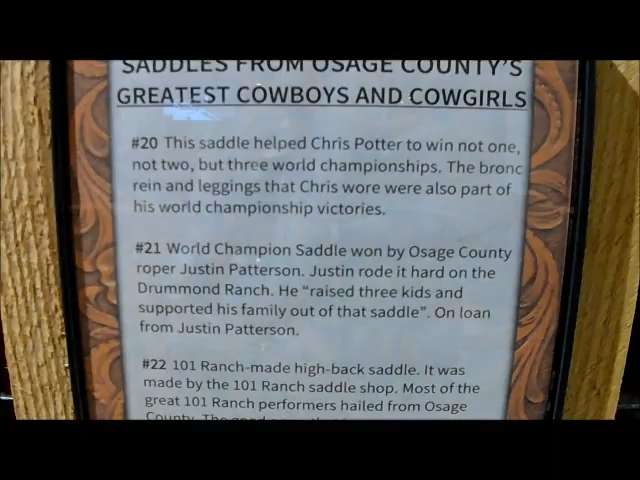 SADDLES FROM OSAGE COUNTY'S
GREATEST COWBOYS AND COWGIRLS
#20 This saddle helped Chris Potter to win not one,
not two, but three world championships. The bronc
rein and leggings that Chris wore were also part of
his world championship victories.
#21 World Champion Saddle won by Osage County
roper Justin Patterson. Justin rode it hard on the
Drummond Ranch. He “raised three kids and
supported his family out of that saddle”. On loan
from Justin Patterson.
#22 101 Ranch-made high-back saddle. It was
made by the 101 Ranch saddle shop. Most of the
great 101 Ranch performers hailed from Osage
County. The